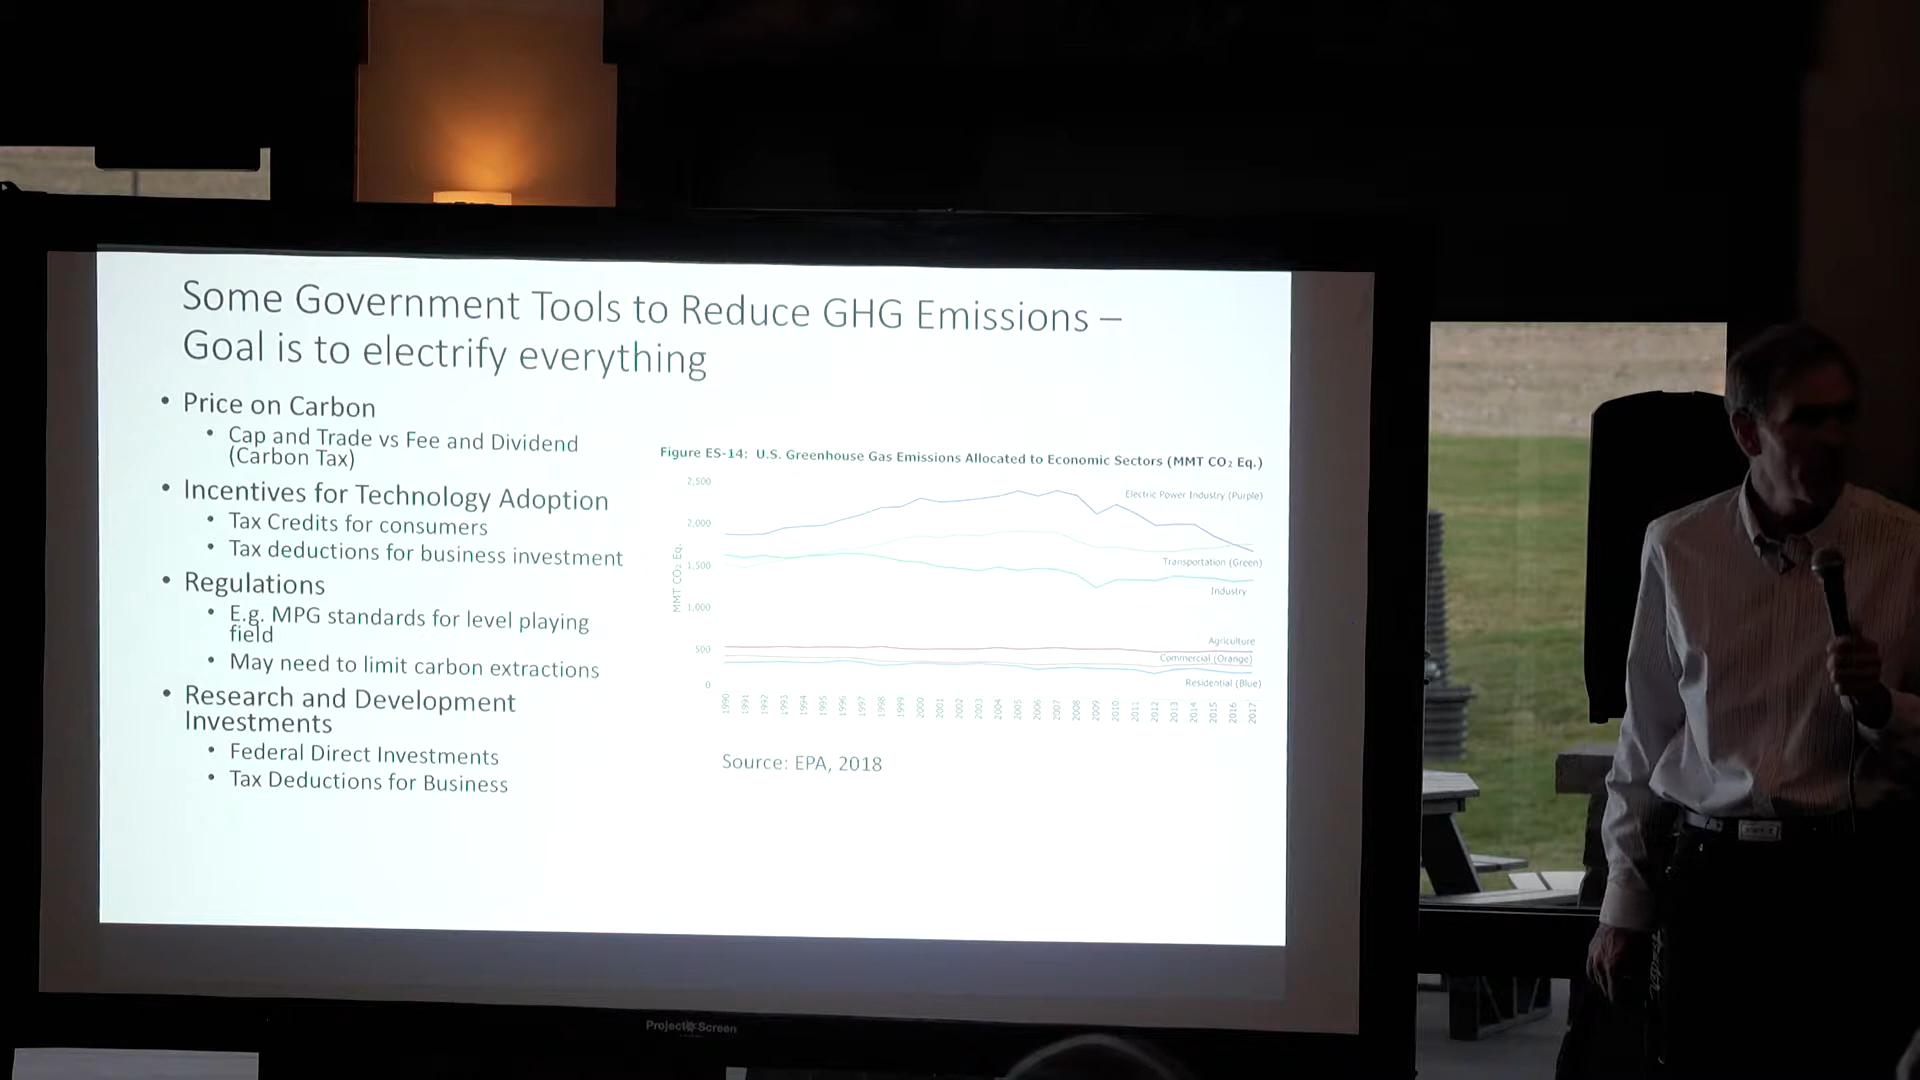 Some Government Tools to Reduce GHG Emissions –
Goal is to electrify everything
• Price on Carbon
• Cap and Trade vs Fee and Dividend
(Carbon Tax)
• Incentives for Technology Adoption
• Tax Credits for consumers
• Tax deductions for business investment
• Regulations
• E.g. MPG standards for level playing
field
• May need to limit carbon extractions
• Research and Development
Investments
• Federal Direct Investments
• Tax Deductions for Business
Figure ES-14: U.S. Greenhouse Gas Emissions Allocated to Economic Sectors (MMT CO₂ Eq.)
MMT CO₂ Eq.
2,500
2,000
1,500
1,000
500
0
Electric Power Industry (Purple)
Transportation (Green)
Industry
Agriculture
Commercial (Orange)
Residential (Blue)
1990 1991 1992 1993 1994 1995 1996 1997 1998 1999 2000 2001 2002 2003 2004 2005 2006 2007 2008 2009 2010 2011 2012 2013 2014 2015 2016 2017
Source: EPA, 2018
Project Screen